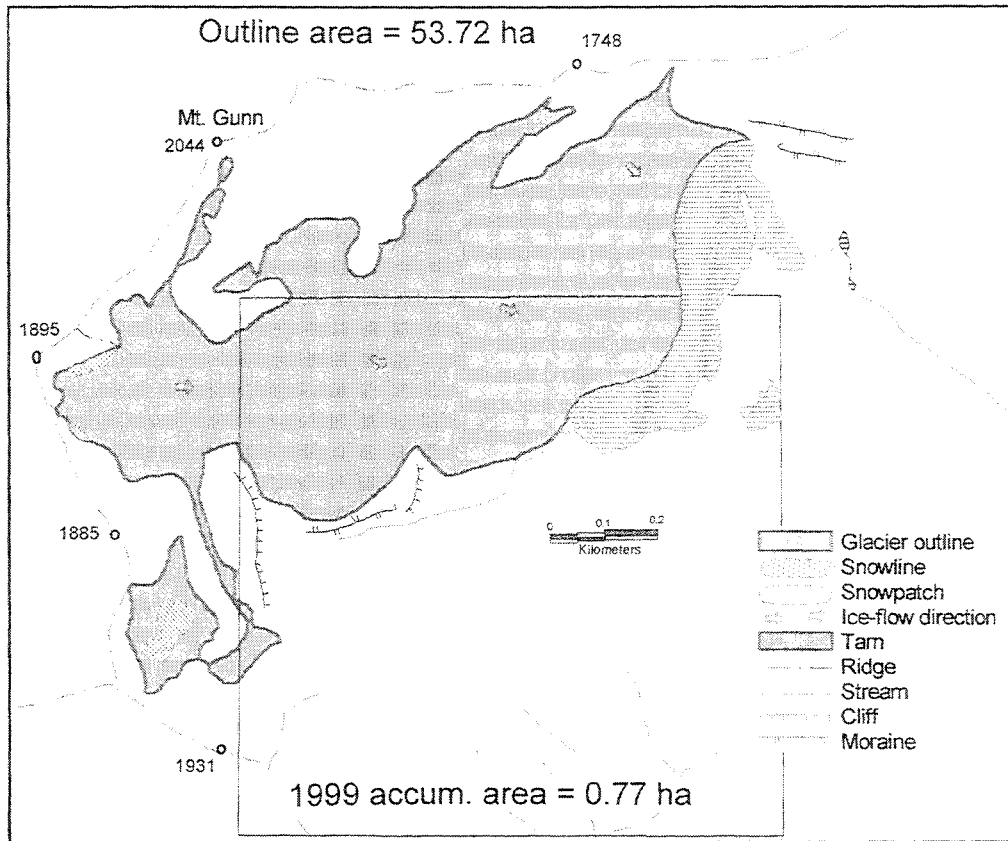 Outline area = 53.72 ha
1748
Mt. Gunn
2044
1895
1885
0 0.1 0.2
Kilometers
Glacier outline
Snowline
Snowpatch
Ice-flow direction
Tarn
Ridge
Stream
Cliff
Moraine
1931
1999 accum. area = 0.77 ha